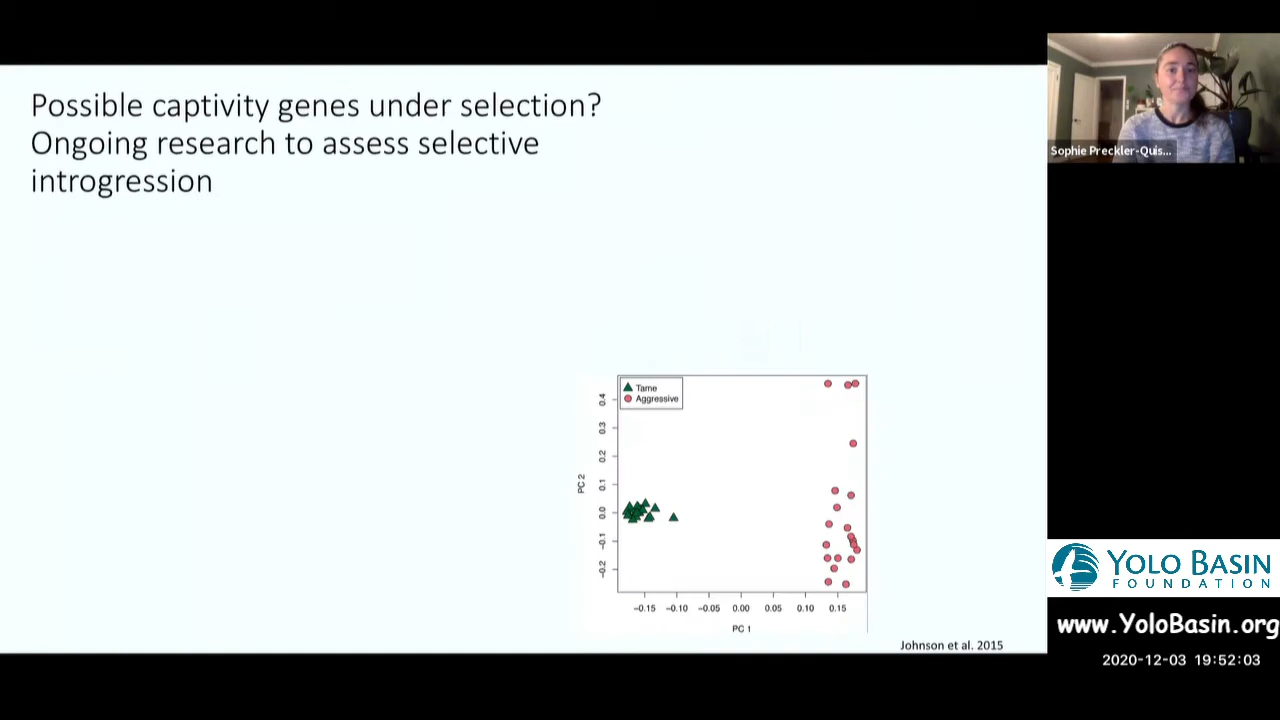 Possible captivity genes under selection?
Ongoing research to assess selective
introgression
Sophie Preckler-Quis...
Tame
Aggressive
0.4
0.3
0.2
0.1
0.0
−0.1
−0.2
PC 2
−0.15 −0.10 −0.05 0.00 0.05 0.10 0.15
PC 1
Johnson et al. 2015
YOLO BASIN
FOUNDATION
www.YoloBasin.org
2020-12-03 19:52:03